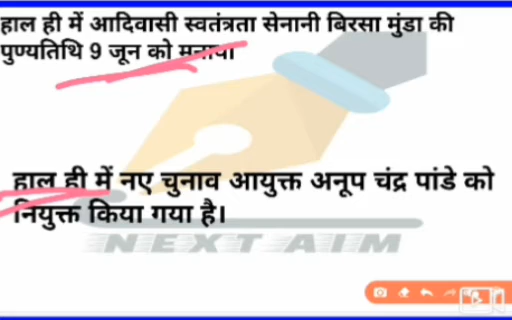 हाल ही में आदिवासी स्वतंत्रता सेनानी बिरसा मुंडा की
पुण्यतिथि 9 जून को मनाया
हाल ही में नए चुनाव आयुक्त अनूप चंद्र पांडे को
नियुक्त किया गया है।
NEXT AIM